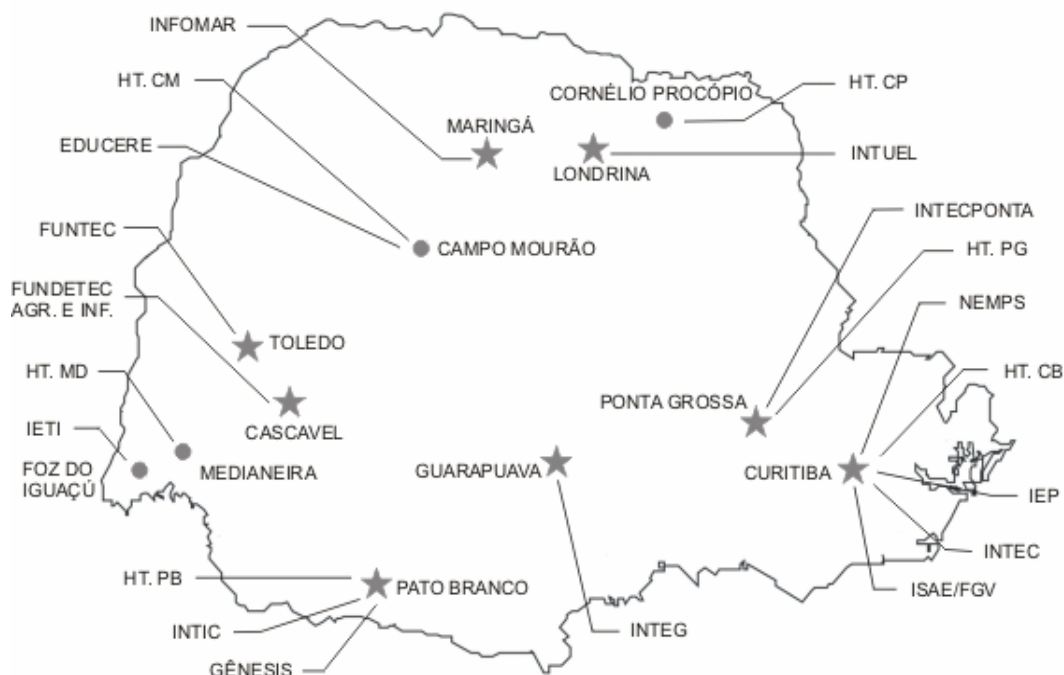 INFOMAR
HT. CM
CORNÉLIO PROCÓPIO
HT. CP
MARINGÁ
EDUCERE
LONDRINA
INTUEL
INTECPONTA
FUNTEC
CAMPO MOURÃO
HT. PG
FUNDETEC
AGR. E INF.
NEMPS
TOLEDO
HT. MD
HT. CB
PONTA GROSSA
IETI
CASCAVEL
FOZ DO
IGUAÇÚ
MEDIANEIRA
GUARAPUAVA
CURITIBA
IEP
INTEC
HT. PB
PATO BRANCO
ISAE/FGV
INTIC
INTEG
GÊNESIS